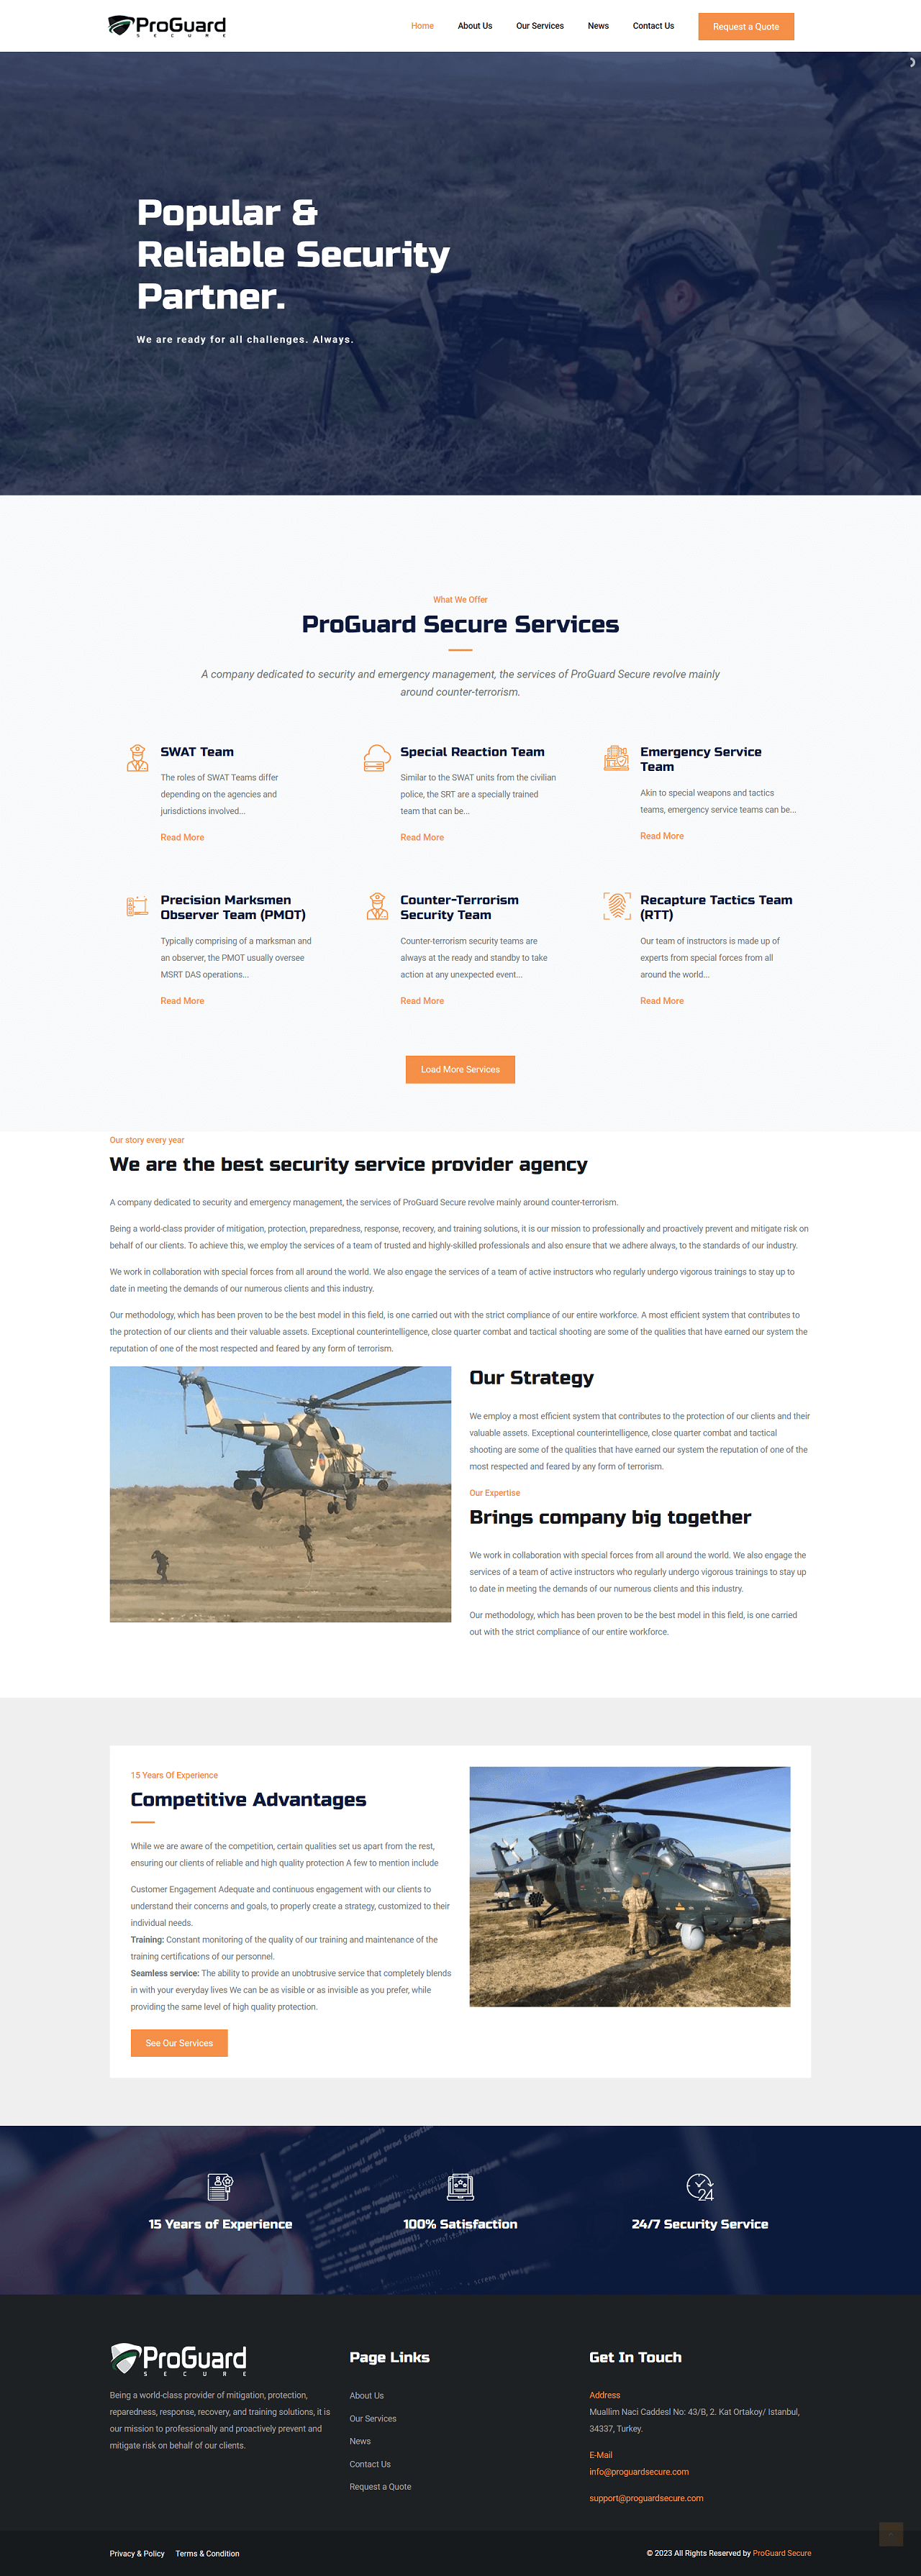 ProGuard
SECURE
Home
About Us
Our Services
News
Contact Us
Request a Quote
Popular &
Reliable Security
Partner.
We are ready for all challenges. Always.
What We Offer
ProGuard Secure Services
A company dedicated to security and emergency management, the services of ProGuard Secure revolve mainly
around counter-terrorism.
SWAT Team
The roles of SWAT Teams differ
depending on the agencies and
jurisdictions involved...
Read More
Special Reaction Team
Similar to the SWAT units from the civilian
police, the SRT are a specially trained
team that can be...
Read More
Emergency Service
Team
Akin to special weapons and tactics
teams, emergency service teams can be...
Read More
Precision Marksmen
Observer Team (PMOT)
Typically comprising of a marksman and
an observer, the PMOT usually oversee
MSRT DAS operations...
Read More
Counter-Terrorism
Security Team
Counter-terrorism security teams are
always at the ready and standby to take
action at any unexpected event...
Read More
Recapture Tactics Team
(RTT)
Our team of instructors is made up of
experts from special forces from all
around the world...
Read More
Load More Services
Our story every year
We are the best security service provider agency
A company dedicated to security and emergency management, the services of ProGuard Secure revolve mainly around counter-terrorism.
Being a world-class provider of mitigation, protection, preparedness, response, recovery, and training solutions, it is our mission to professionally and proactively prevent and mitigate risk on
behalf of our clients. To achieve this, we employ the services of a team of trusted and highly-skilled professionals and also ensure that we adhere always, to the standards of our industry.
We work in collaboration with special forces from all around the world. We also engage the services of a team of active instructors who regularly undergo vigorous trainings to stay up to
date in meeting the demands of our numerous clients and this industry.
Our methodology, which has been proven to be the best model in this field, is one carried out with the strict compliance of our entire workforce. A most efficient system that contributes to
the protection of our clients and their valuable assets. Exceptional counterintelligence, close quarter combat and tactical shooting are some of the qualities that have earned our system the
reputation of one of the most respected and feared by any form of terrorism.
Our Strategy
We employ a most efficient system that contributes to the protection of our clients and their
valuable assets. Exceptional counterintelligence, close quarter combat and tactical
shooting are some of the qualities that have earned our system the reputation of one of the
most respected and feared by any form of terrorism.
Our Expertise
Brings company big together
We work in collaboration with special forces from all around the world. We also engage the
services of a team of active instructors who regularly undergo vigorous trainings to stay up
to date in meeting the demands of our numerous clients and this industry.
Our methodology, which has been proven to be the best model in this field, is one carried
out with the strict compliance of our entire workforce.
15 Years Of Experience
Competitive Advantages
While we are aware of the competition, certain qualities set us apart from the rest,
ensuring our clients of reliable and high quality protection A few to mention include
Customer Engagement Adequate and continuous engagement with our clients to
understand their concerns and goals, to properly create a strategy, customized to their
individual needs.
Training: Constant monitoring of the quality of our training and maintenance of the
training certifications of our personnel.
Seamless service: The ability to provide an unobtrusive service that completely blends
in with your everyday lives We can be as visible or as invisible as you prefer, while
providing the same level of high quality protection.
See Our Services
15 Years of Experience
100% Satisfaction
24
24/7 Security Service
ProGuard
SECURE
Being a world-class provider of mitigation, protection,
reparedness, response, recovery, and training solutions, it is
our mission to professionally and proactively prevent and
mitigate risk on behalf of our clients.
Page Links
About Us
Our Services
News
Contact Us
Request a Quote
Get In Touch
Address
Muallim Naci Caddesl No: 43/B, 2. Kat Ortakoy/ Istanbul,
34337, Turkey.
E-Mail
info@proguardsecure.com
support@proguardsecure.com
Privacy & Policy
Terms & Condition
© 2023 All Rights Reserved by ProGuard Secure